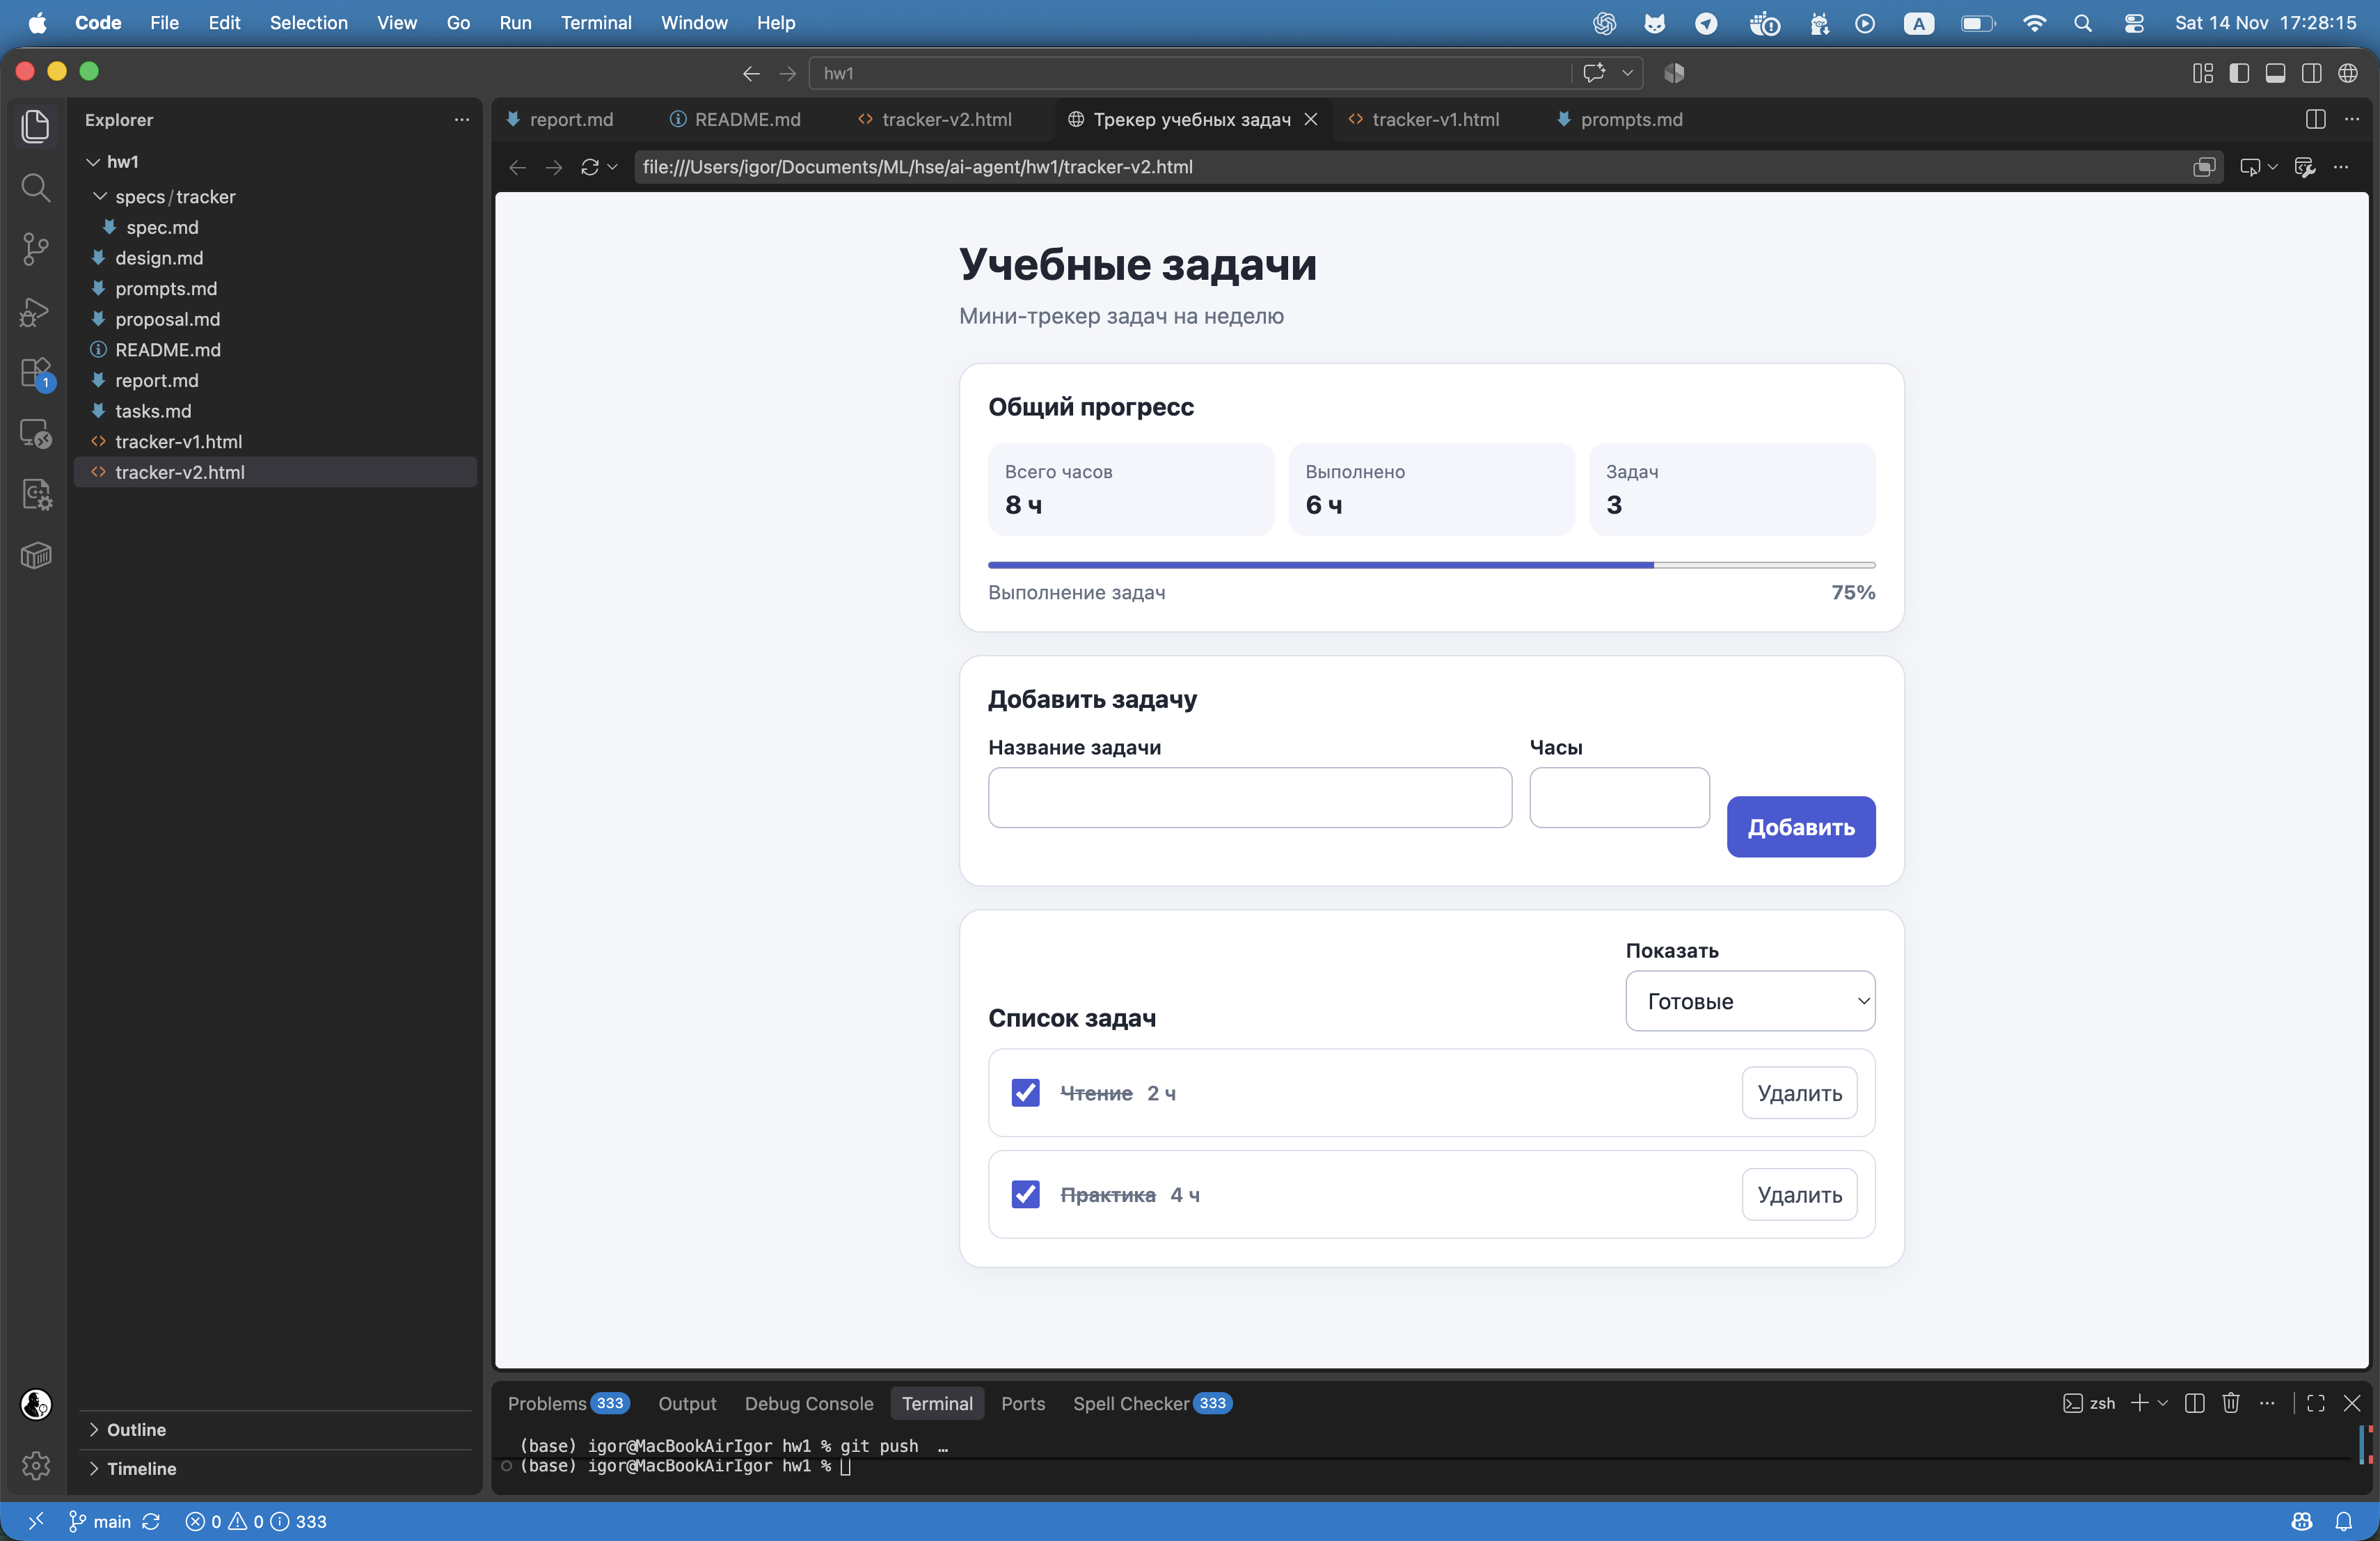 Code File Edit Selection View Go Run Terminal Window Help A Sat 14 Nov 17:28:15
hw1
Explorer
hw1
specs/tracker
spec.md
design.md
prompts.md
proposal.md
README.md
report.md
tasks.md
tracker-v1.html
tracker-v2.html
1
Outline
Timeline
report.md README.md tracker-v2.html Трекер учебных задач tracker-v1.html prompts.md
file:///Users/igor/Documents/ML/hse/ai-agent/hw1/tracker-v2.html
Учебные задачи
Мини-трекер задач на неделю
Общий прогресс
Всего часов Выполнено Задач
8 ч 6 ч 3
Выполнение задач 75%
Добавить задачу
Название задачи Часы
Добавить
Показать
Готовые
Список задач
Чтение 2 ч Удалить
Практика 4 ч Удалить
Problems 333 Output Debug Console Terminal Ports Spell Checker 333 zsh
(base) igor@MacBookAirIgor hw1 % git push …
(base) igor@MacBookAirIgor hw1 %
main 0 0 333